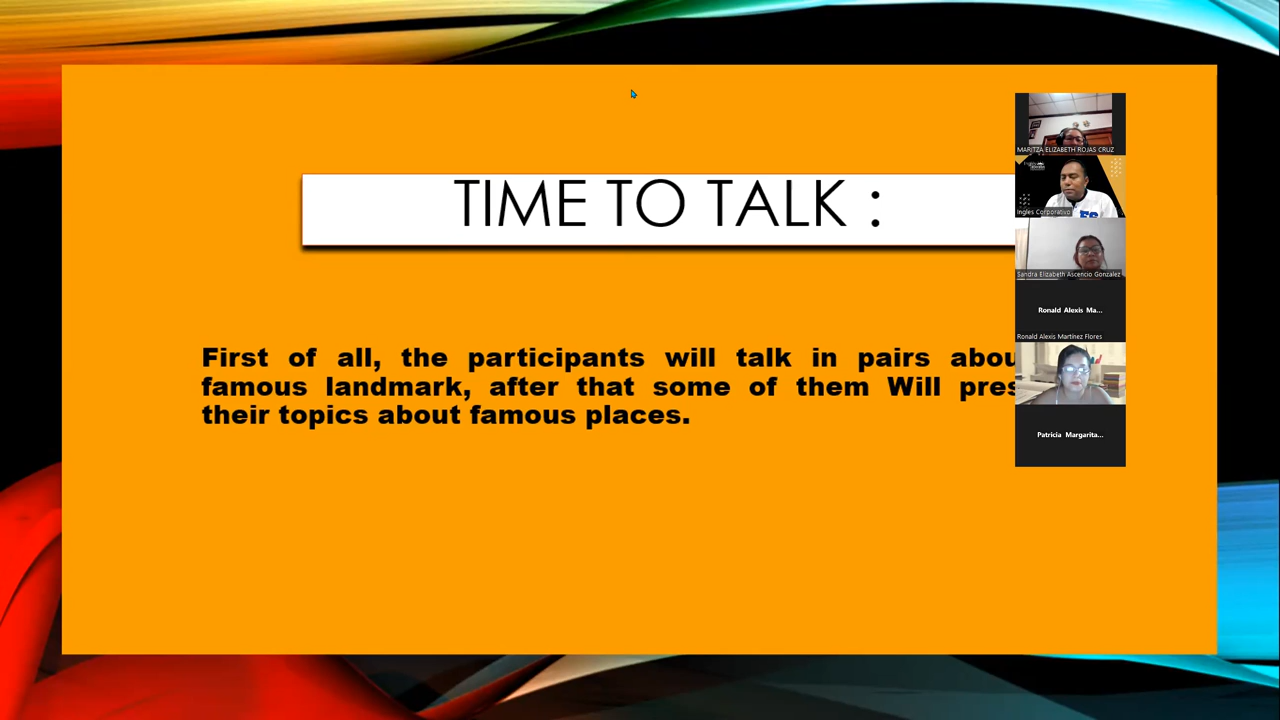 TIME TO TALK :
First of all, the participants will talk in pairs
famous landmark, after that some of them Will
their topics about famous places.
MARITZA ELIZABETH ROJAS CRUZ
Ingles Corporativo
Sandra Elizabeth Ascencio Gonzalez
Ronald Alexis Ma...
Ronald Alexis Martinez Flores
Patricia Margarita...